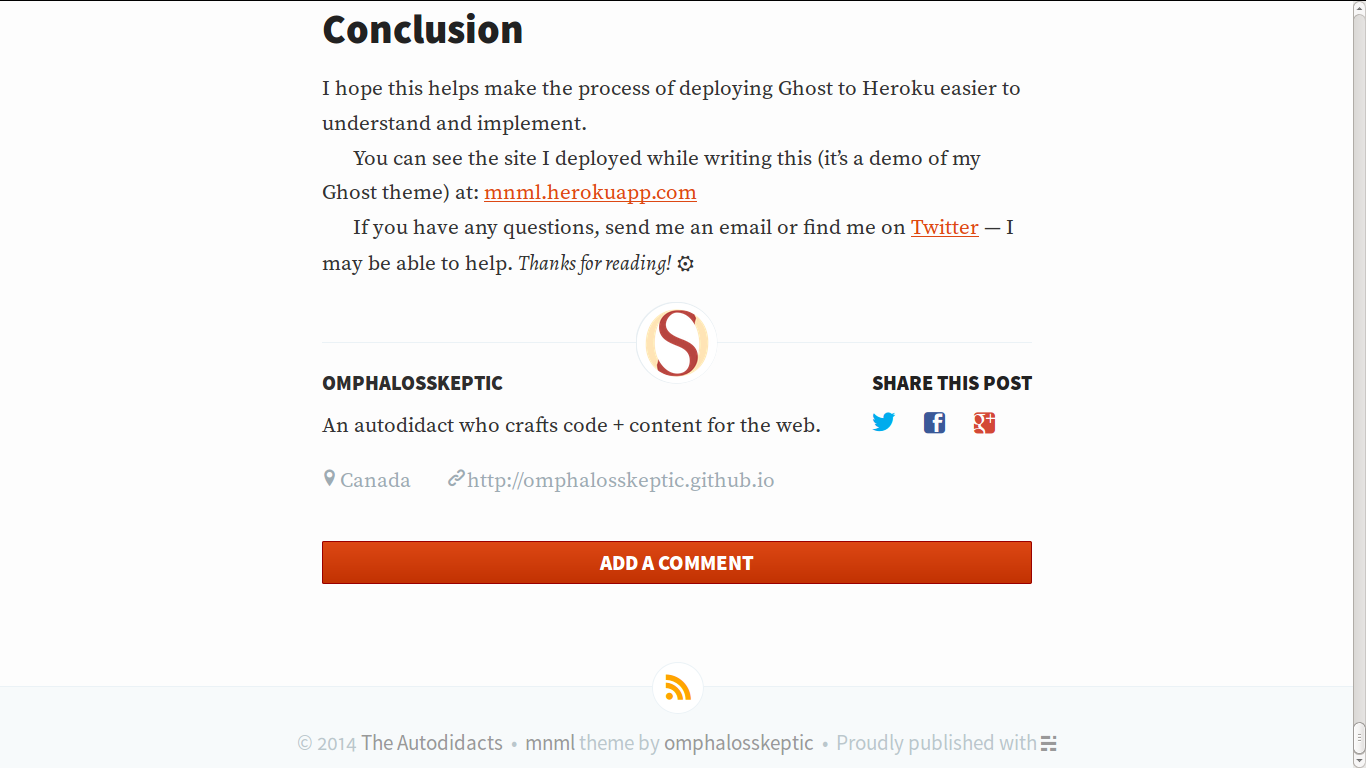 Conclusion
I hope this helps make the process of deploying Ghost to Heroku easier to
understand and implement.
You can see the site I deployed while writing this (it’s a demo of my
Ghost theme) at: mnml.herokuapp.com
If you have any questions, send me an email or find me on Twitter — I
may be able to help. Thanks for reading! ⚙
S
OMPHALOSSKEPTIC
An autodidact who crafts code + content for the web.
Canada http://omphalosskeptic.github.io
SHARE THIS POST
ADD A COMMENT
© 2014 The Autodidacts • mnml theme by omphalosskeptic • Proudly published with